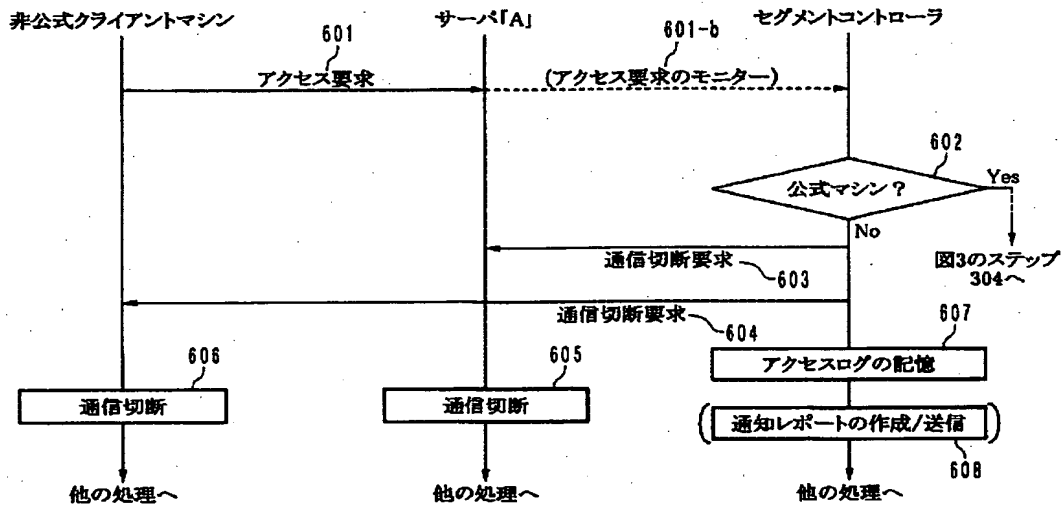 非公式クライアントマシン
サーバ「A」
セグメントコントローラ
601
アクセス要求
601-b
(アクセス要求のモニター)
602
公式マシン?
Yes
No
図3のステップ
304へ
通信切断要求
603
通信切断要求
604
607
アクセスログの記憶
606
通信切断
605
通信切断
(通知レポートの作成/送信)
608
他の処理へ
他の処理へ
他の処理へ